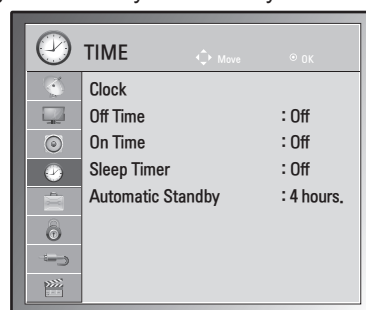 TIME Move OK
Clock
Off Time : Off
On Time : Off
Sleep Timer : Off
Automatic Standby : 4 hours.